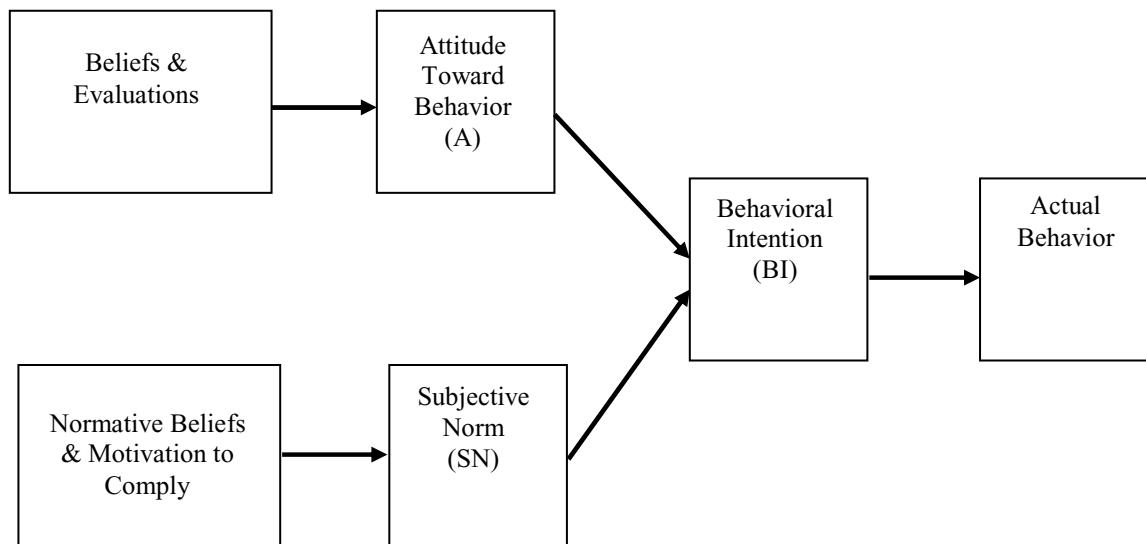 Beliefs &
Evaluations
Attitude
Toward
Behavior
(A)
Behavioral
Intention
(BI)
Actual
Behavior
Normative Beliefs
& Motivation to
Comply
Subjective
Norm
(SN)